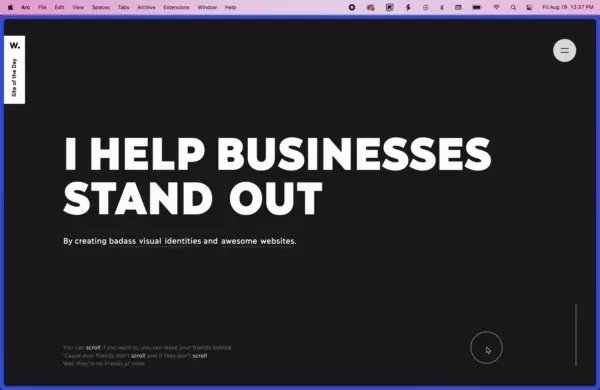 Arc File Edit View Spaces Tabs Archive Extensions Window Help Fri Aug 19 12:37 PM
W.
Site of the Day
I HELP BUSINESSES
STAND OUT
By creating badass visual identities and awesome websites.
You can scroll if you want to, you can leave your friends behind
'Cause your friends don't scroll and if they don't scroll
Well they're no friends of mine